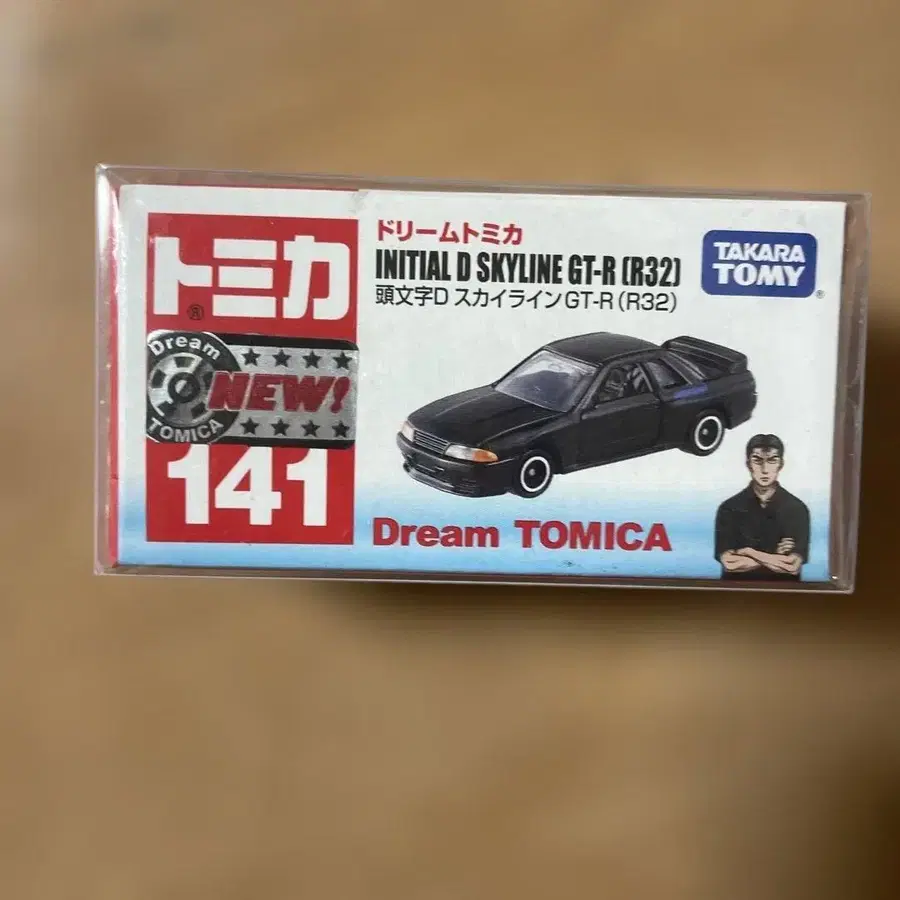 トミカ
®
Dream
NEW!
TOMICA
141
ドリームトミカ
INITIAL D SKYLINE GT-R (R32)
頭文字D スカイラインGT-R(R32)
TAKARA
TOMY®
Dream TOMICA